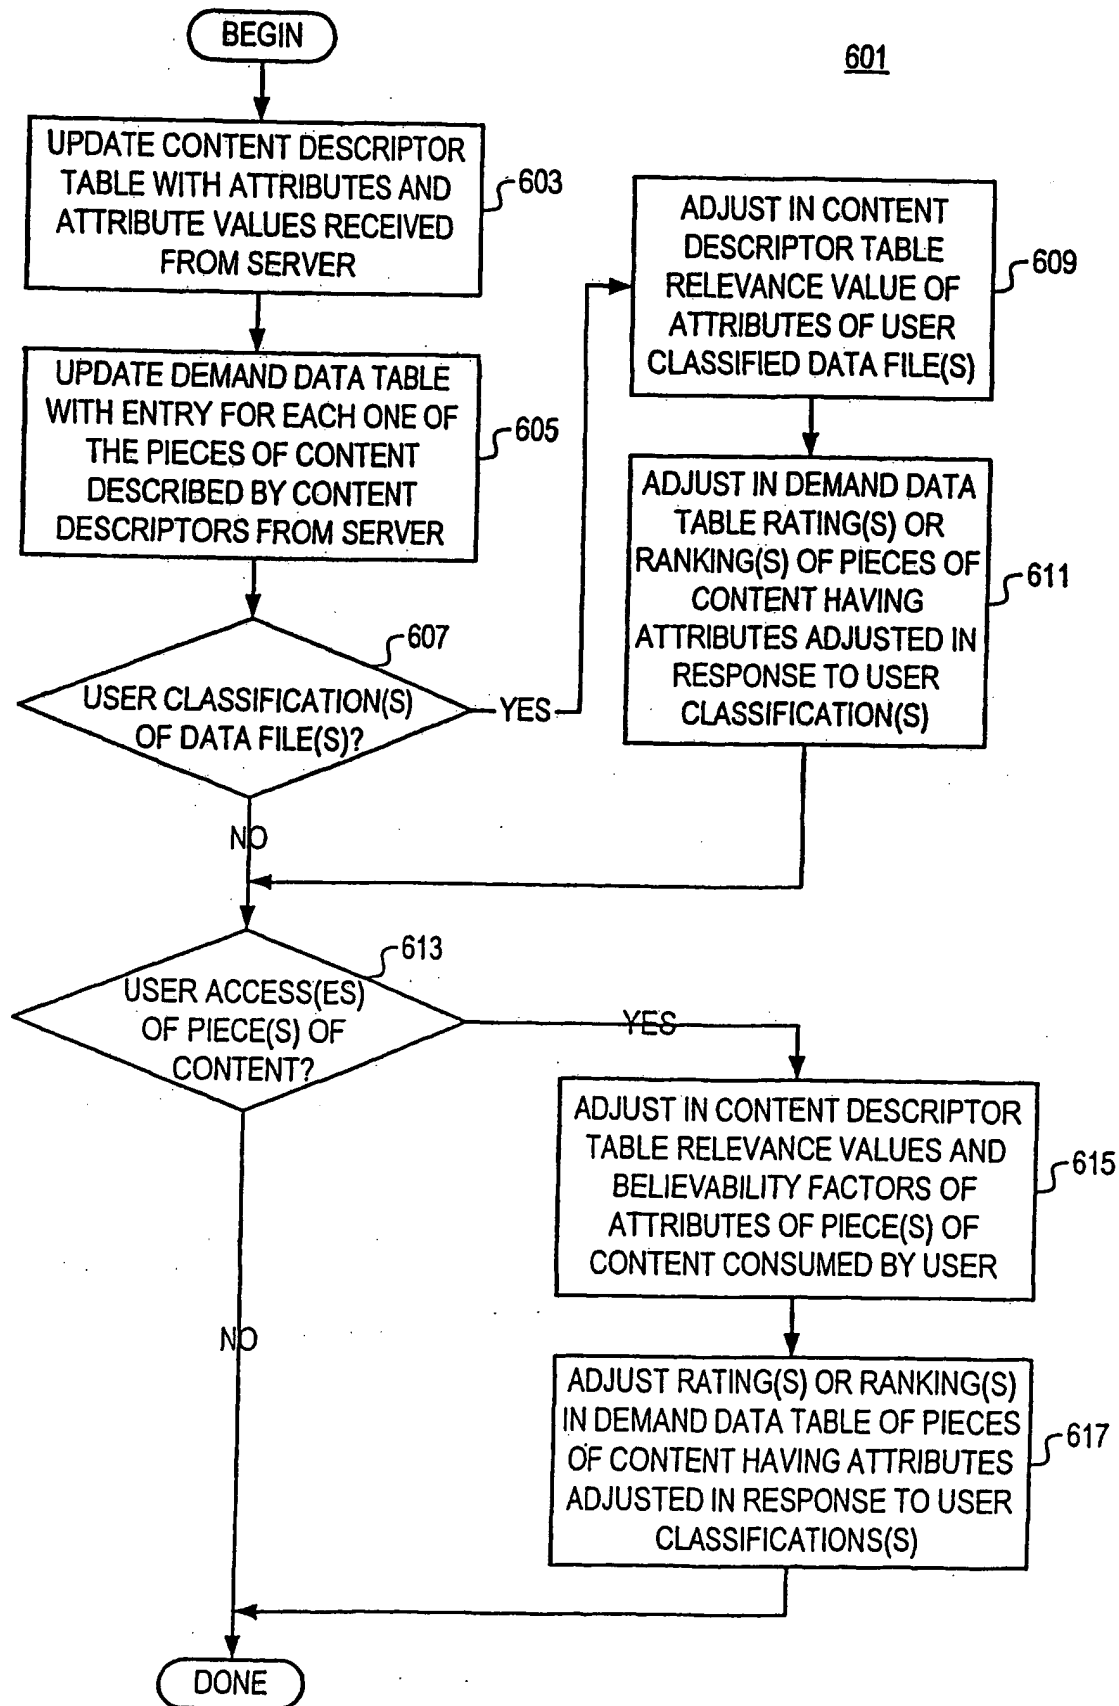 BEGIN
601
UPDATE CONTENT DESCRIPTOR
TABLE WITH ATTRIBUTES AND
ATTRIBUTE VALUES RECEIVED
FROM SERVER
603
UPDATE DEMAND DATA TABLE
WITH ENTRY FOR EACH ONE OF
THE PIECES OF CONTENT
DESCRIBED BY CONTENT
DESCRIPTORS FROM SERVER
605
607
USER CLASSIFICATION(S)
OF DATA FILE(S)?
YES
NO
ADJUST IN CONTENT
DESCRIPTOR TABLE
RELEVANCE VALUE OF
ATTRIBUTES OF USER
CLASSIFIED DATA FILE(S)
609
ADJUST IN DEMAND DATA
TABLE RATING(S) OR
RANKING(S) OF PIECES OF
CONTENT HAVING
ATTRIBUTES ADJUSTED IN
RESPONSE TO USER
CLASSIFICATION(S)
611
613
USER ACCESS(ES)
OF PIECE(S) OF
CONTENT?
YES
NO
ADJUST IN CONTENT DESCRIPTOR
TABLE RELEVANCE VALUES AND
BELIEVABILITY FACTORS OF
ATTRIBUTES OF PIECE(S) OF
CONTENT CONSUMED BY USER
615
ADJUST RATING(S) OR RANKING(S)
IN DEMAND DATA TABLE OF PIECES
OF CONTENT HAVING ATTRIBUTES
ADJUSTED IN RESPONSE TO USER
CLASSIFICATIONS(S)
617
DONE